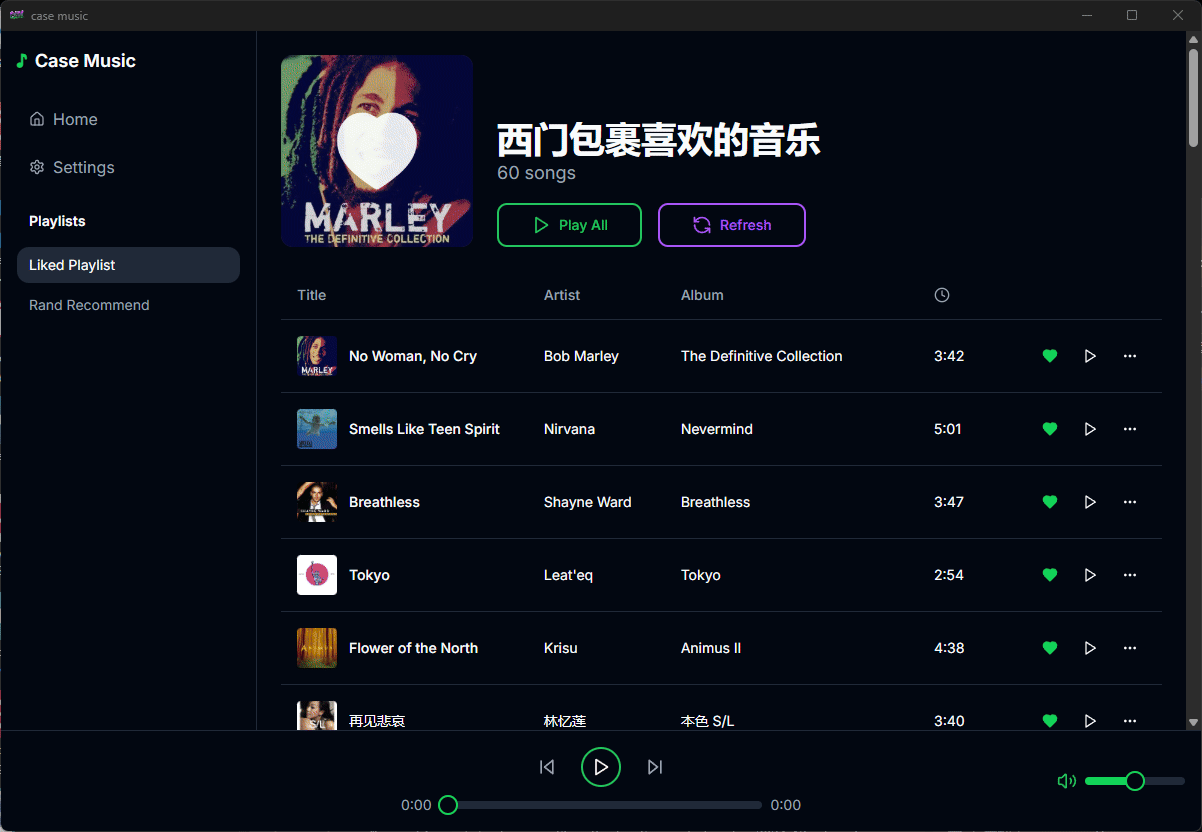 case music
Case Music
Home
Settings
Playlists
Liked Playlist
Rand Recommend
MARLEY
THE DEFINITIVE COLLECTION
西门包裹喜欢的音乐
60 songs
Play All
Refresh
Title Artist Album
MARLEY
No Woman, No Cry Bob Marley The Definitive Collection 3:42
Smells Like Teen Spirit Nirvana Nevermind 5:01
Breathless Shayne Ward Breathless 3:47
Tokyo Leat'eq Tokyo 2:54
Flower of the North Krisu Animus II 4:38
S/L
再见悲哀 林忆莲 本色 S/L 3:40
0:00 0:00